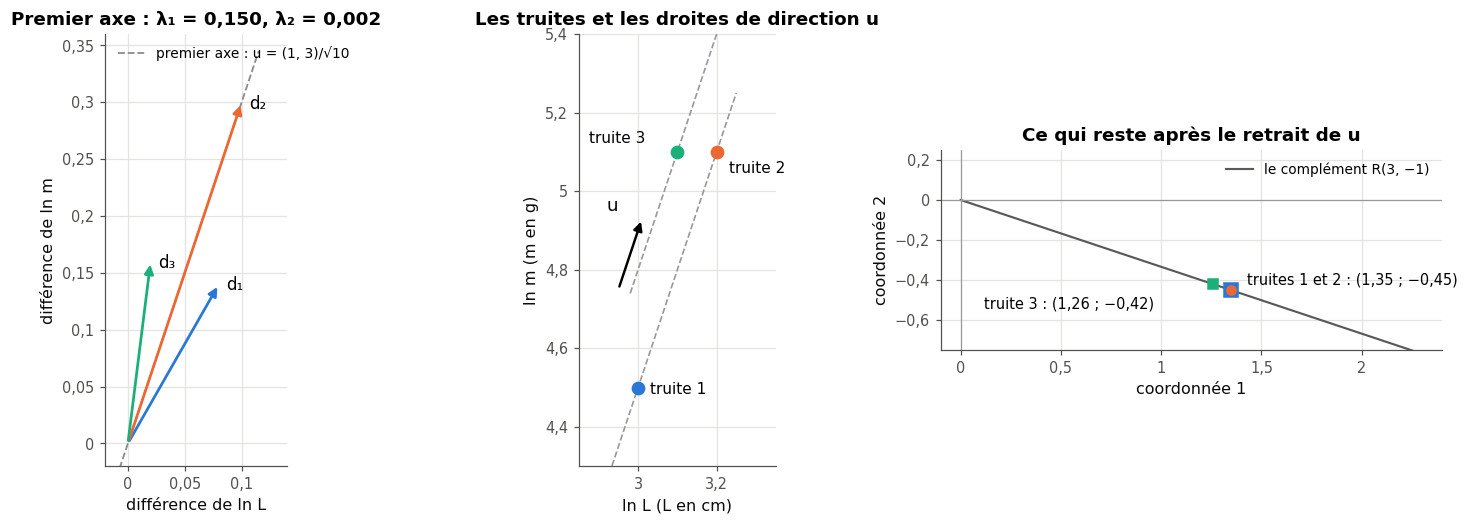 Premier axe : λ₁ = 0,150, λ₂ = 0,002
0,35
0,3
0,25
0,2
0,15
0,1
0,05
0
0
0,05
0,1
différence de ln m
différence de ln L
premier axe : u = (1, 3)/√10
d₂
d₃
d₁
Les truites et les droites de direction u
5,4
5,2
5
4,8
4,6
4,4
3
3,2
ln m (m en g)
ln L (L en cm)
truite 3
truite 2
u
truite 1
Ce qui reste après le retrait de u
0,2
0
−0,2
−0,4
−0,6
0
0,5
1
1,5
2
coordonnée 2
coordonnée 1
le complément R(3, −1)
truites 1 et 2 : (1,35 ; −0,45)
truite 3 : (1,26 ; −0,42)